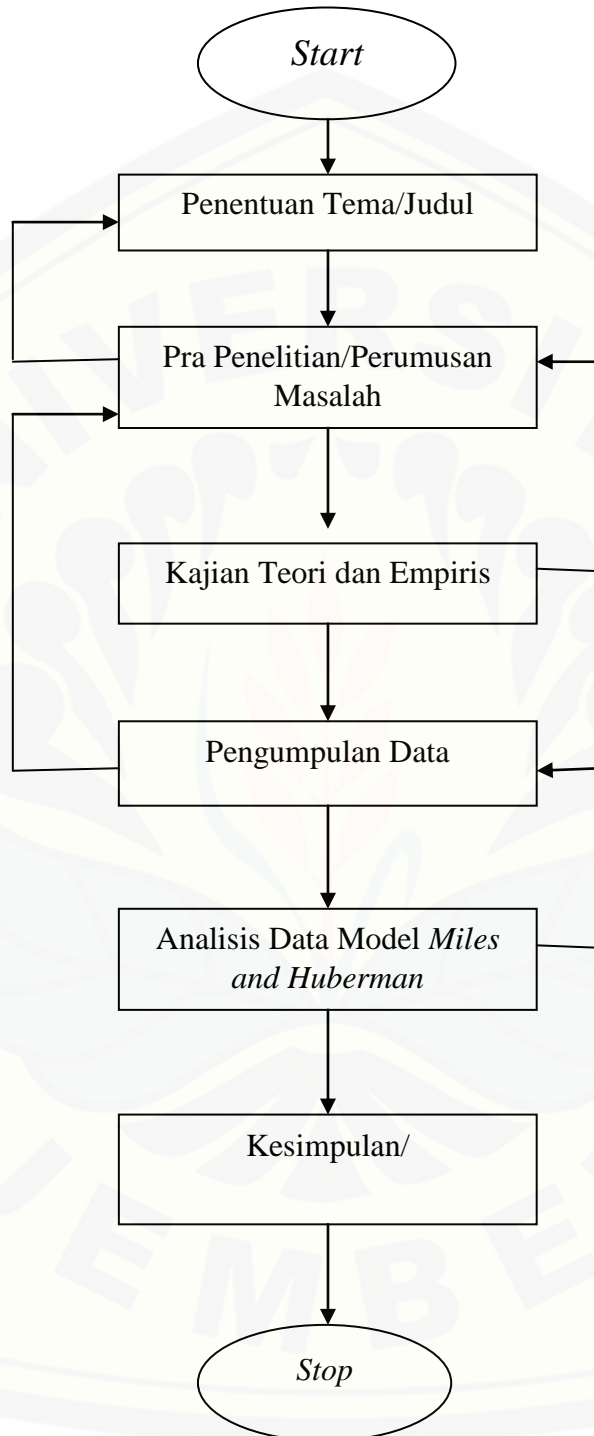 Start
Penentuan Tema/Judul
Pra Penelitian/Perumusan
Masalah
Kajian Teori dan Empiris
Pengumpulan Data
Analisis Data Model Miles
and Huberman
Kesimpulan/
Stop